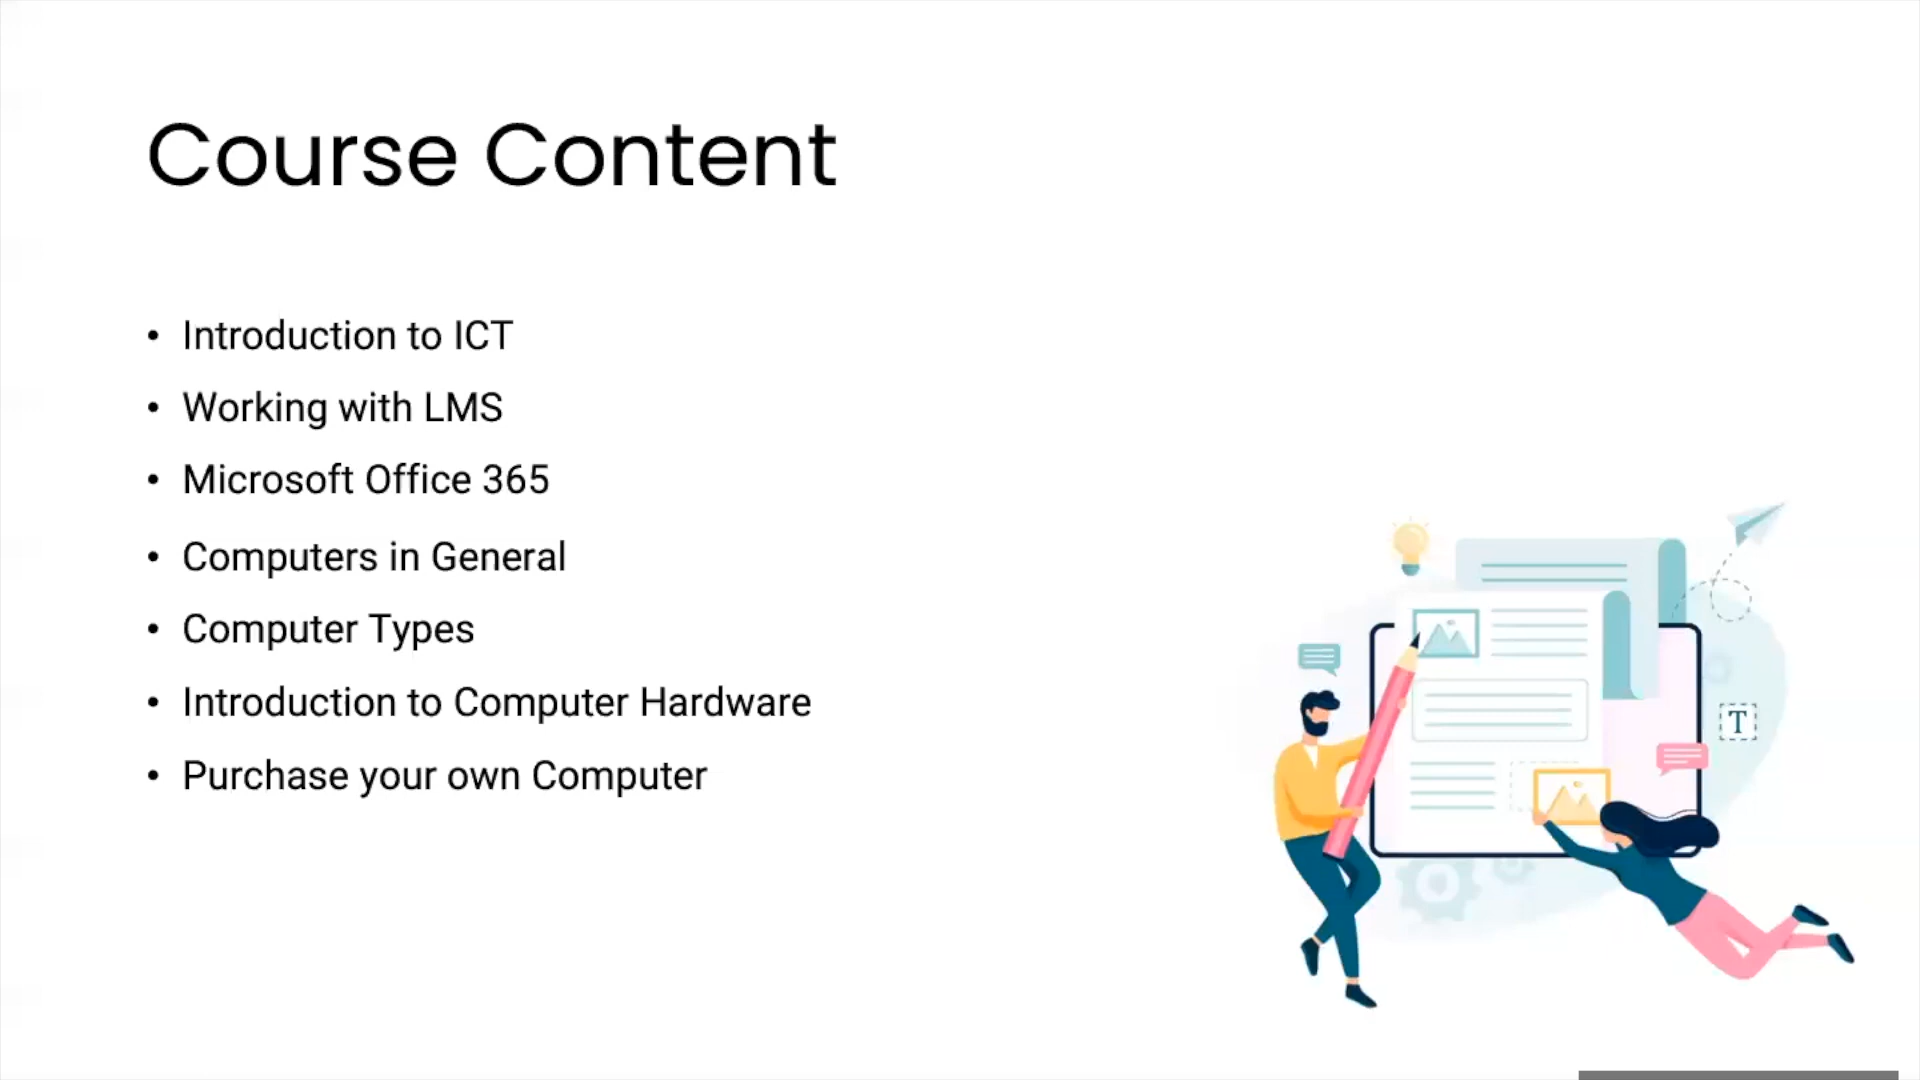 Course Content
• Introduction to ICT
• Working with LMS
• Microsoft Office 365
• Computers in General
• Computer Types
• Introduction to Computer Hardware
• Purchase your own Computer
T